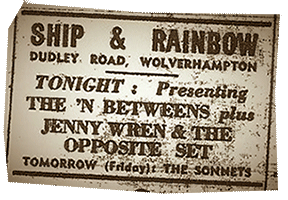 SHIP & RAINBOW
DUDLEY ROAD, WOLVERHAMPTON
TONIGHT : Presenting
THE 'N BETWEENS plus
JENNY WREN & THE
OPPOSITE SET
TOMORROW (Friday): THE SONNETS